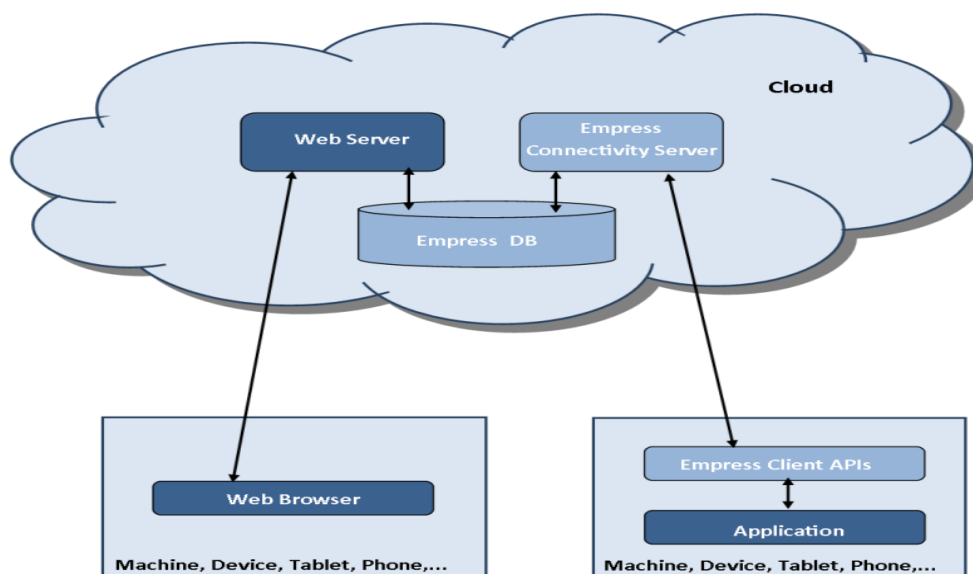 Cloud
Web Server
Empress
Connectivity Server
Empress DB
Web Browser
Machine, Device, Tablet, Phone,...
Empress Client APIs
Application
Machine, Device, Tablet, Phone,...